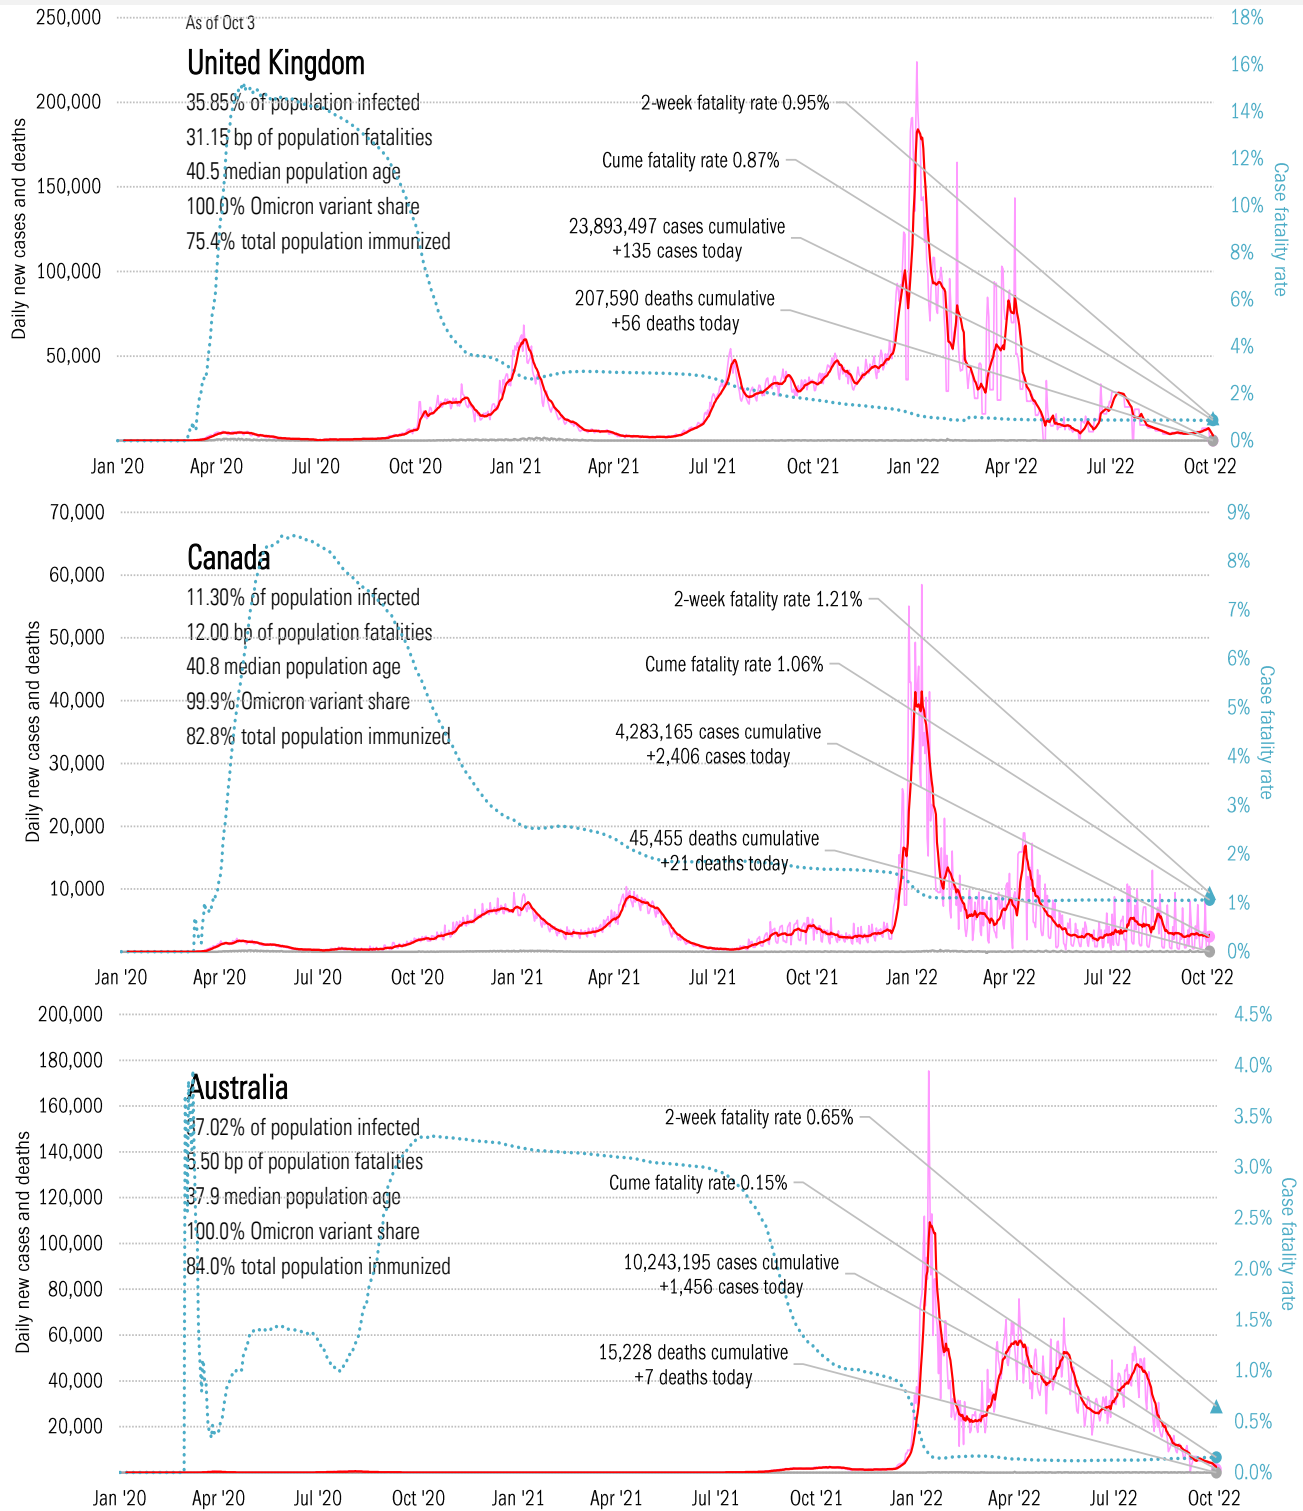 As of Oct 3
United Kingdom
35.85% of population infected
31.15 bp of population fatalities
40.5 median population age
100.0% Omicron variant share
75.4% total population immunized
2-week fatality rate 0.95%
Cume fatality rate 0.87%
23,893,497 cases cumulative
+135 cases today
207,590 deaths cumulative
+56 deaths today
Daily new cases and deaths
250,000
200,000
150,000
100,000
50,000
18%
16%
14%
12%
10%
8%
6%
4%
2%
0%
Case fatality rate
Jan '20 Apr '20 Jul '20 Oct '20 Jan '21 Apr '21 Jul '21 Oct '21 Jan '22 Apr '22 Jul '22 Oct '22
Canada
11.30% of population infected
12.00 bp of population fatalities
40.8 median population age
99.9% Omicron variant share
82.8% total population immunized
2-week fatality rate 1.21%
Cume fatality rate 1.06%
4,283,165 cases cumulative
+2,406 cases today
45,455 deaths cumulative
+21 deaths today
Daily new cases and deaths
70,000
60,000
50,000
40,000
30,000
20,000
10,000
9%
8%
7%
6%
5%
4%
3%
2%
1%
0%
Case fatality rate
Jan '20 Apr '20 Jul '20 Oct '20 Jan '21 Apr '21 Jul '21 Oct '21 Jan '22 Apr '22 Jul '22 Oct '22
Australia
37.02% of population infected
5.50 bp of population fatalities
37.9 median population age
100.0% Omicron variant share
84.0% total population immunized
2-week fatality rate 0.65%
Cume fatality rate 0.15%
10,243,195 cases cumulative
+1,456 cases today
15,228 deaths cumulative
+7 deaths today
Daily new cases and deaths
200,000
180,000
160,000
140,000
120,000
100,000
80,000
60,000
40,000
20,000
4.5%
4.0%
3.5%
3.0%
2.5%
2.0%
1.5%
1.0%
0.5%
0.0%
Case fatality rate
Jan '20 Apr '20 Jul '20 Oct '20 Jan '21 Apr '21 Jul '21 Oct '21 Jan '22 Apr '22 Jul '22 Oct '22